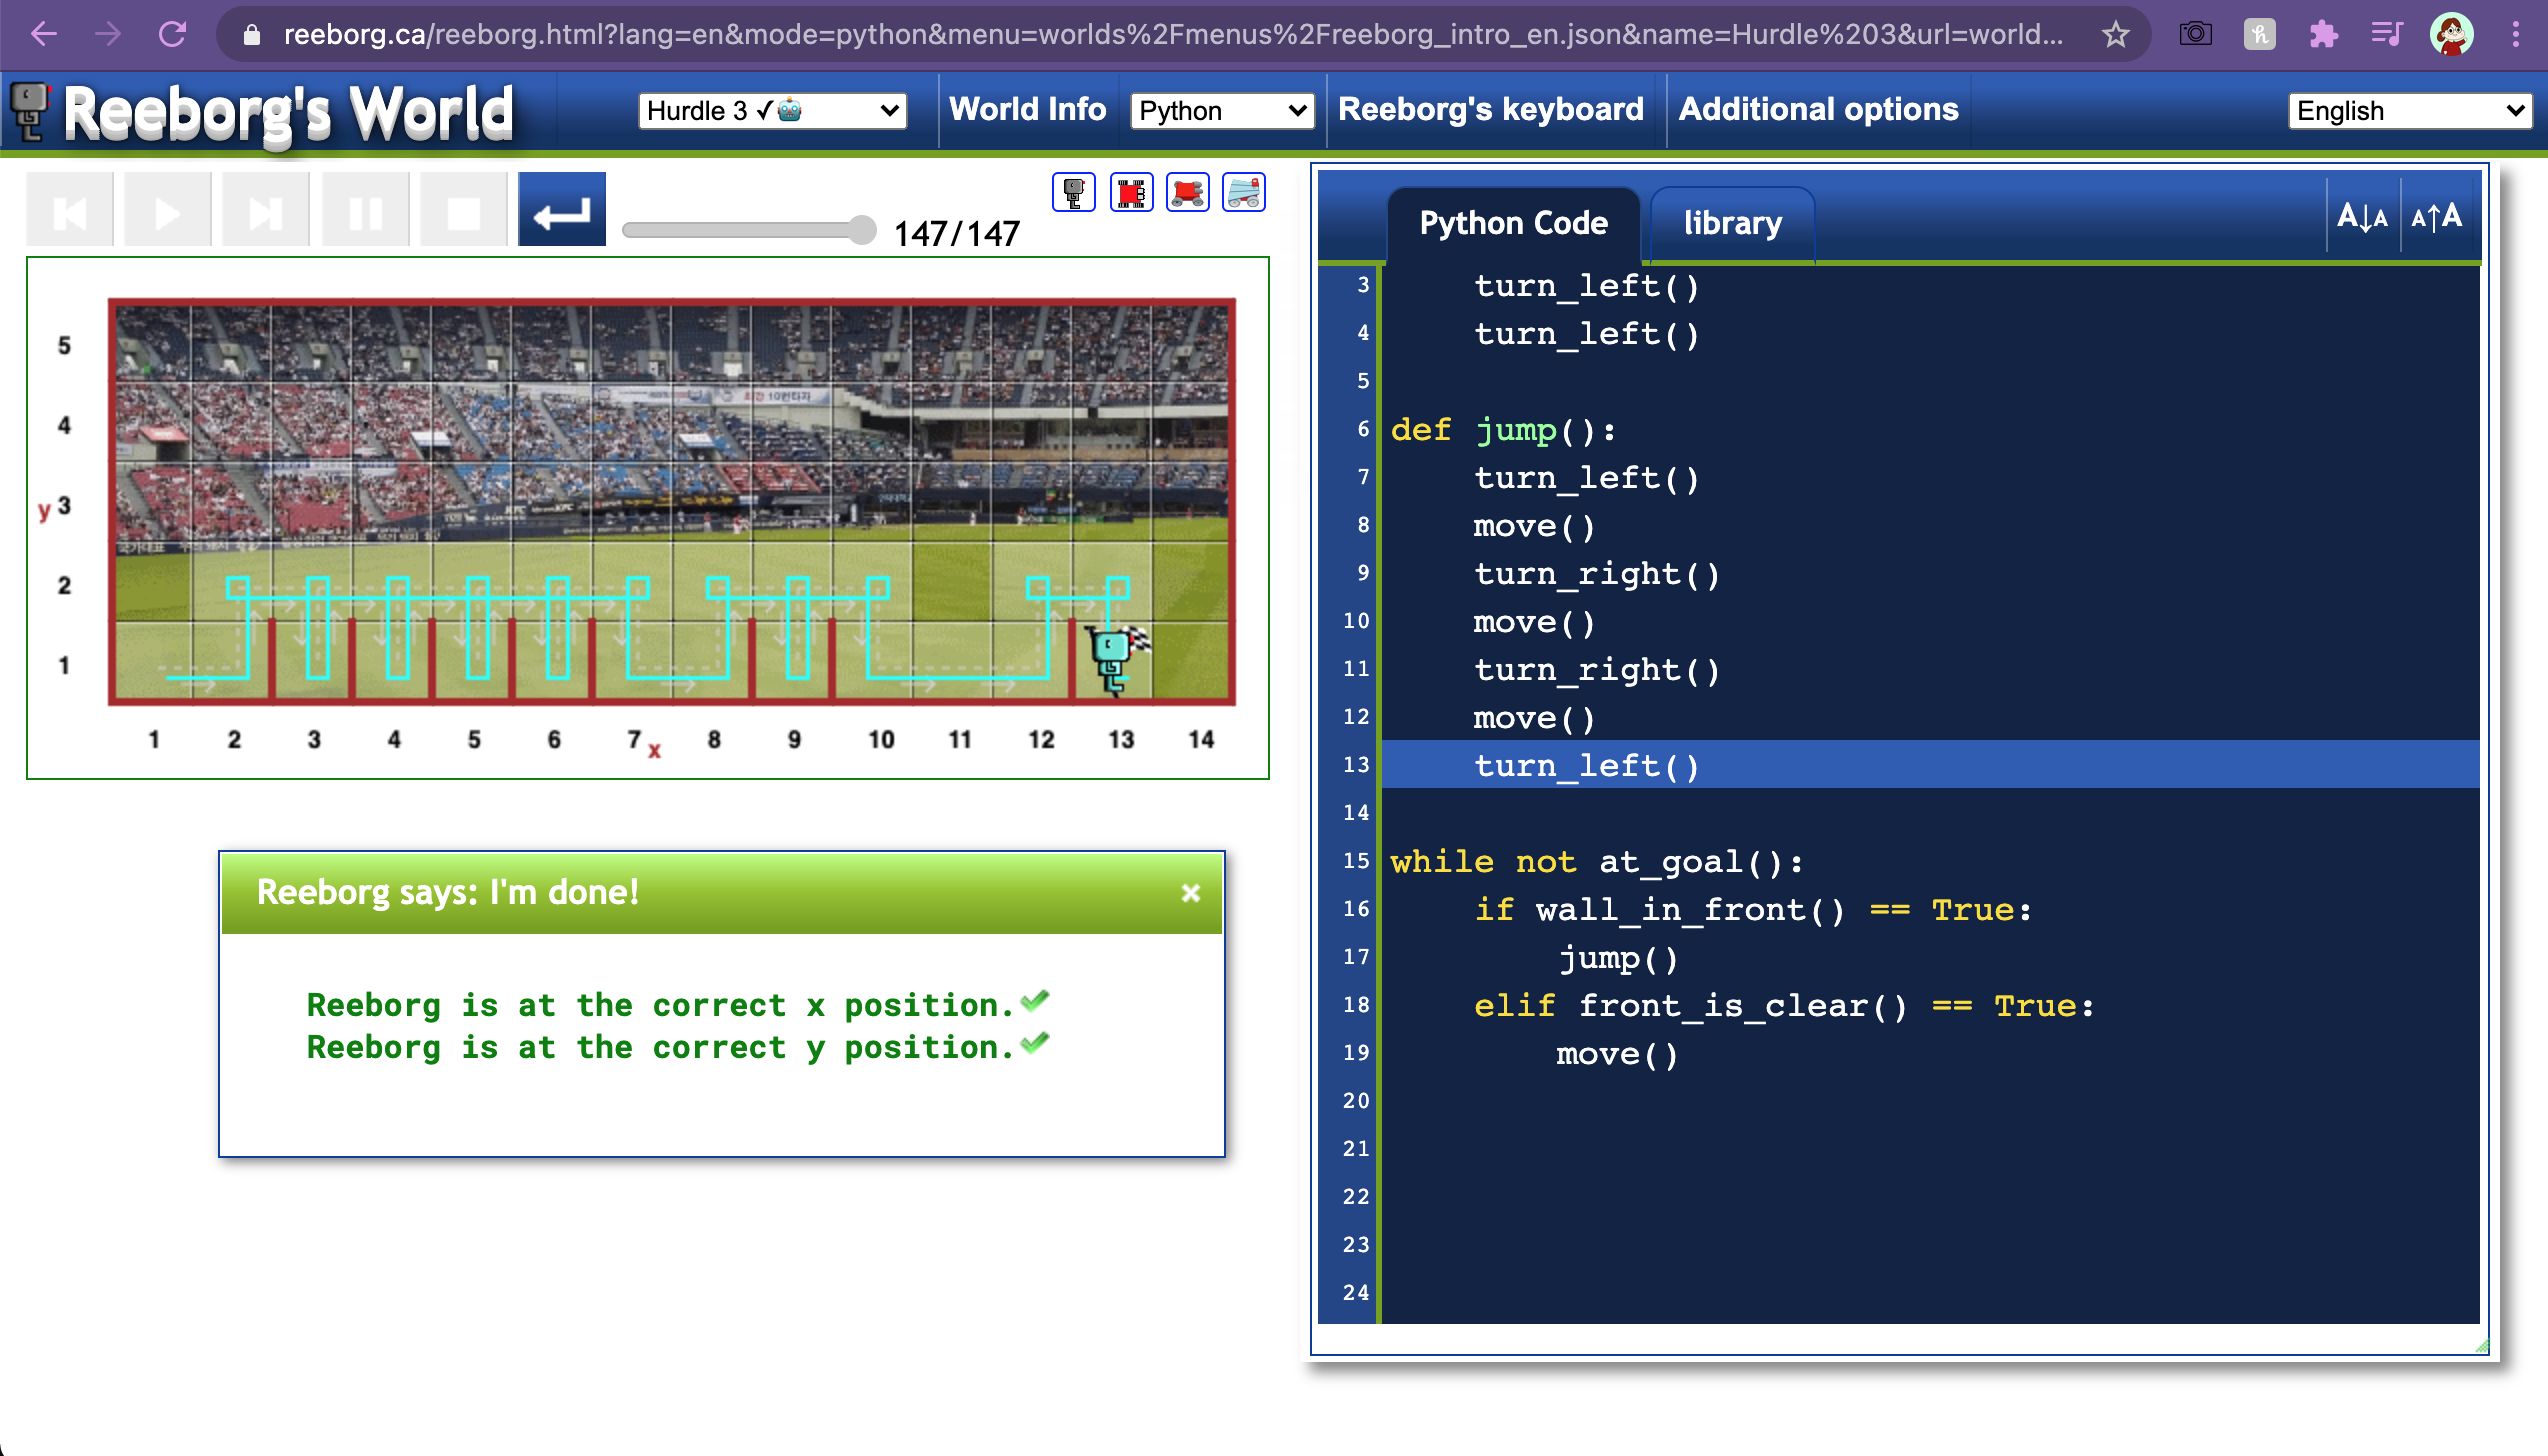 reeborg.ca/reeborg.html?lang=en&mode=python&menu=worlds%2Fmenus%2Freeborg_intro_en.json&name=Hurdle%203&url=world...
Reeborg's World
Hurdle 3 ✓
World Info
Python
Reeborg's keyboard
Additional options
English
147/147
5
4
y 3
2
1
1 2 3 4 5 6 7 x 8 9 10 11 12 13 14
Reeborg says: I'm done!
×
Reeborg is at the correct x position.
Reeborg is at the correct y position.
Python Code
library
A↓A
A↑A
3 turn_left()
4 turn_left()
5
6 def jump():
7 turn_left()
8 move()
9 turn_right()
10 move()
11 turn_right()
12 move()
13 turn_left()
14
15 while not at_goal():
16 if wall_in_front() == True:
17 jump()
18 elif front_is_clear() == True:
19 move()
20
21
22
23
24